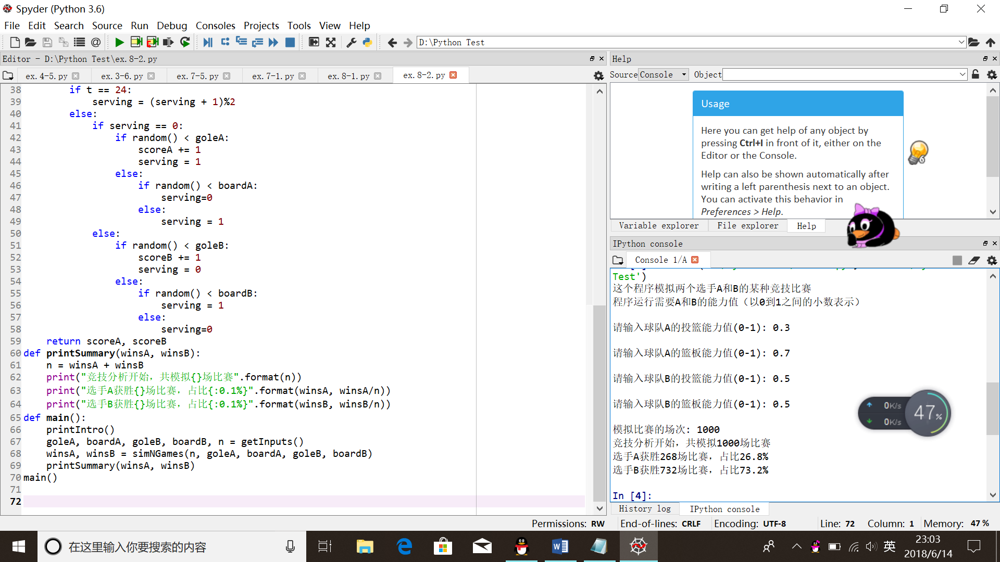 Spyder (Python 3.6)
File Edit Search Source Run Debug Consoles Projects Tools View Help
D:\Python Test
Editor - D:\Python Test\ex.8-2.py
ex.4-5.py ex.3-6.py ex.7-5.py ex.7-1.py ex.8-1.py ex.8-2.py
38 if t == 24:
39 serving = (serving + 1)%2
40 else:
41 if serving == 0:
42 if random() < goleA:
43 scoreA += 1
44 serving = 1
45 else:
46 if random() < boardA:
47 serving=0
48 else:
49 serving = 1
50 else:
51 if random() < goleB:
52 scoreB += 1
53 serving = 0
54 else:
55 if random() < boardB:
56 serving = 1
57 else:
58 serving=0
59 return scoreA, scoreB
60 def printSummary(winsA, winsB):
61 n = winsA + winsB
62 print("竞技分析开始，共模拟{}场比赛".format(n))
63 print("选手A获胜{}场比赛，占比{:0.1%}".format(winsA, winsA/n))
64 print("选手B获胜{}场比赛，占比{:0.1%}".format(winsB, winsB/n))
65 def main():
66 printIntro()
67 goleA, boardA, goleB, boardB, n = getInputs()
68 winsA, winsB = simNGames(n, goleA, boardA, goleB, boardB)
69 printSummary(winsA, winsB)
70 main()
71
72
Help
Source Console Object
Usage
Here you can get help of any object by
pressing Ctrl+I in front of it, either on the
Editor or the Console.
Help can also be shown automatically after
writing a left parenthesis next to an object.
You can activate this behavior in
Preferences > Help.
Variable explorer File explorer Help
IPython console
Console 1/A
Test')
这个程序模拟两个选手A和B的某种竞技比赛
程序运行需要A和B的能力值（以0到1之间的小数表示）
请输入球队A的投篮能力值(0-1): 0.3
请输入球队A的篮板能力值(0-1): 0.7
请输入球队B的投篮能力值(0-1): 0.5
请输入球队B的篮板能力值(0-1): 0.5
模拟比赛的场次: 1000
竞技分析开始，共模拟1000场比赛
选手A获胜268场比赛，占比26.8%
选手B获胜732场比赛，占比73.2%
In [4]:
0K/s
0K/s
47%
History log IPython console
Permissions: RW End-of-lines: CRLF Encoding: UTF-8 Line: 72 Column: 1 Memory: 47 %
在这里输入你要搜索的内容
英
23:03
2018/6/14